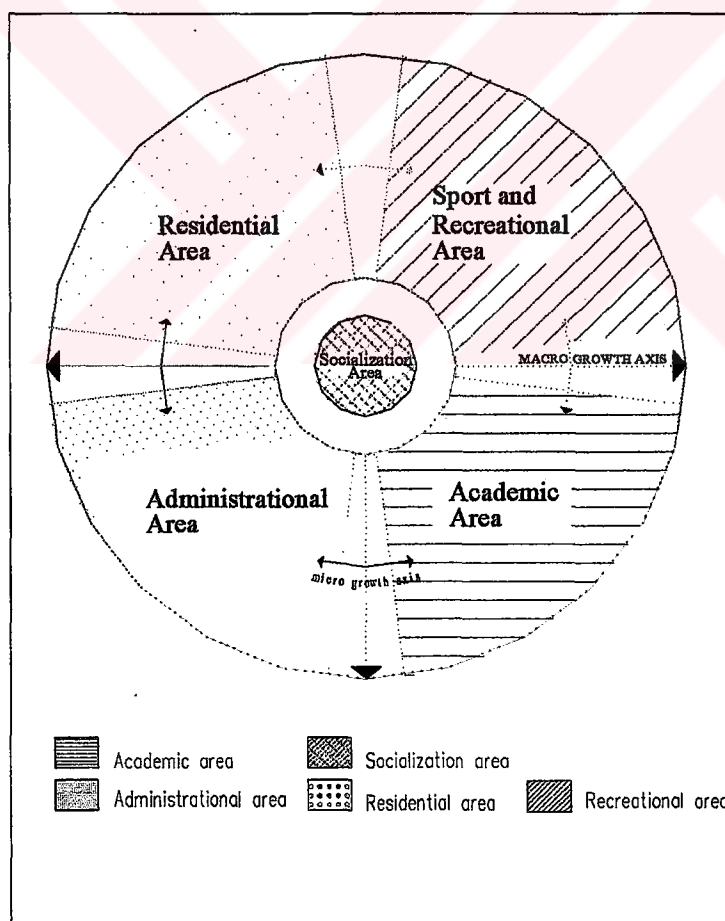 Residential
Area
Sport and
Recreational
Area
Socialization
Area
MACRO GROWTH AXIS
Administrational
Area
Academic
Area
micro growth axis
Academic area
Socialization area
Administrational area
Residential area
Recreational area